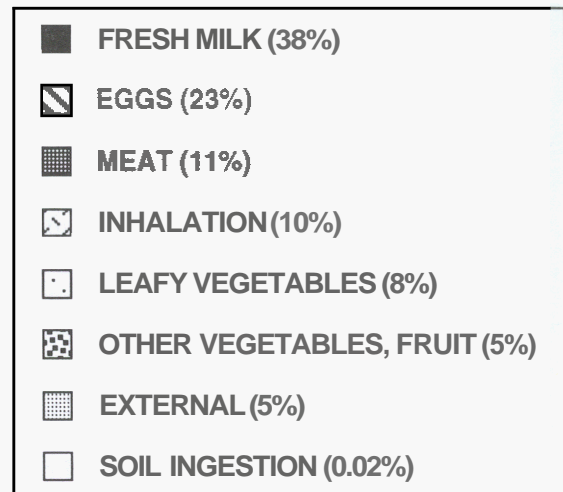 FRESH MILK (38%)
EGGS (23%)
MEAT (11%)
INHALATION (10%)
LEAFY VEGETABLES (8%)
OTHER VEGETABLES, FRUIT (5%)
EXTERNAL (5%)
SOIL INGESTION (0.02%)